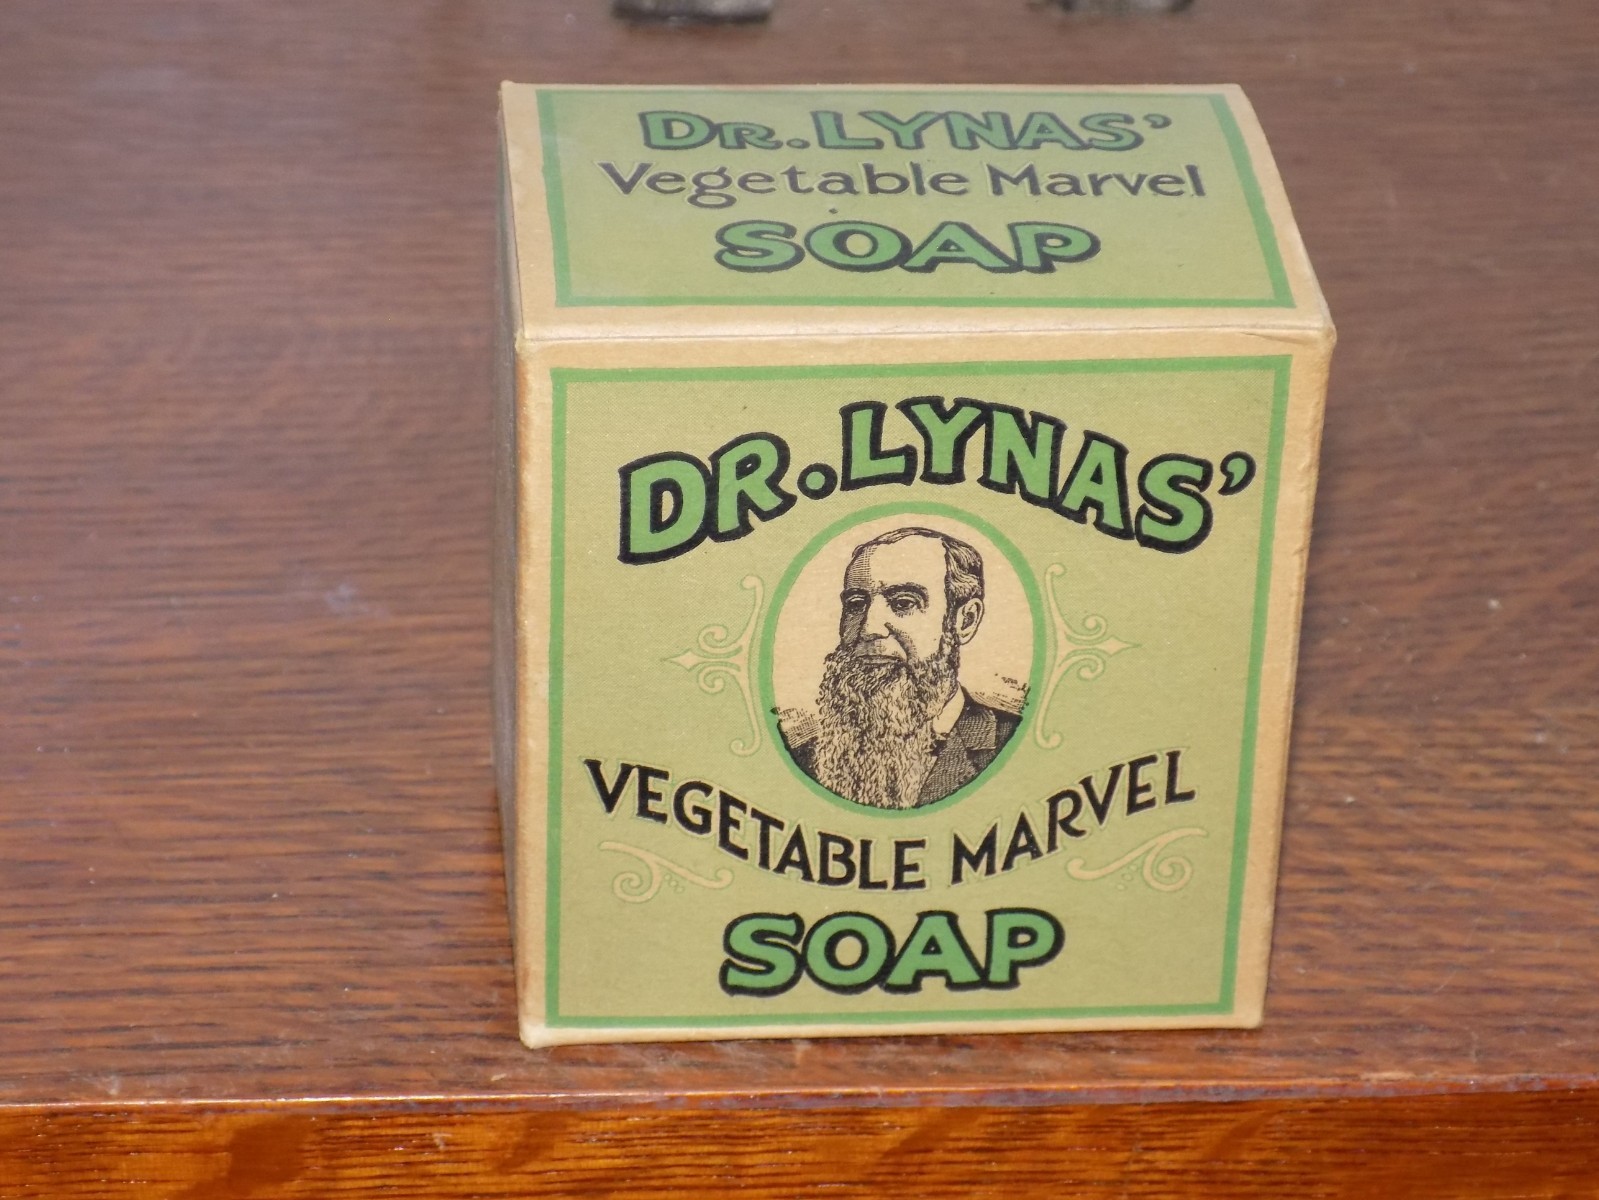 DR. LYNAS'
Vegetable Marvel
SOAP
DR. LYNAS'
VEGETABLE MARVEL
SOAP